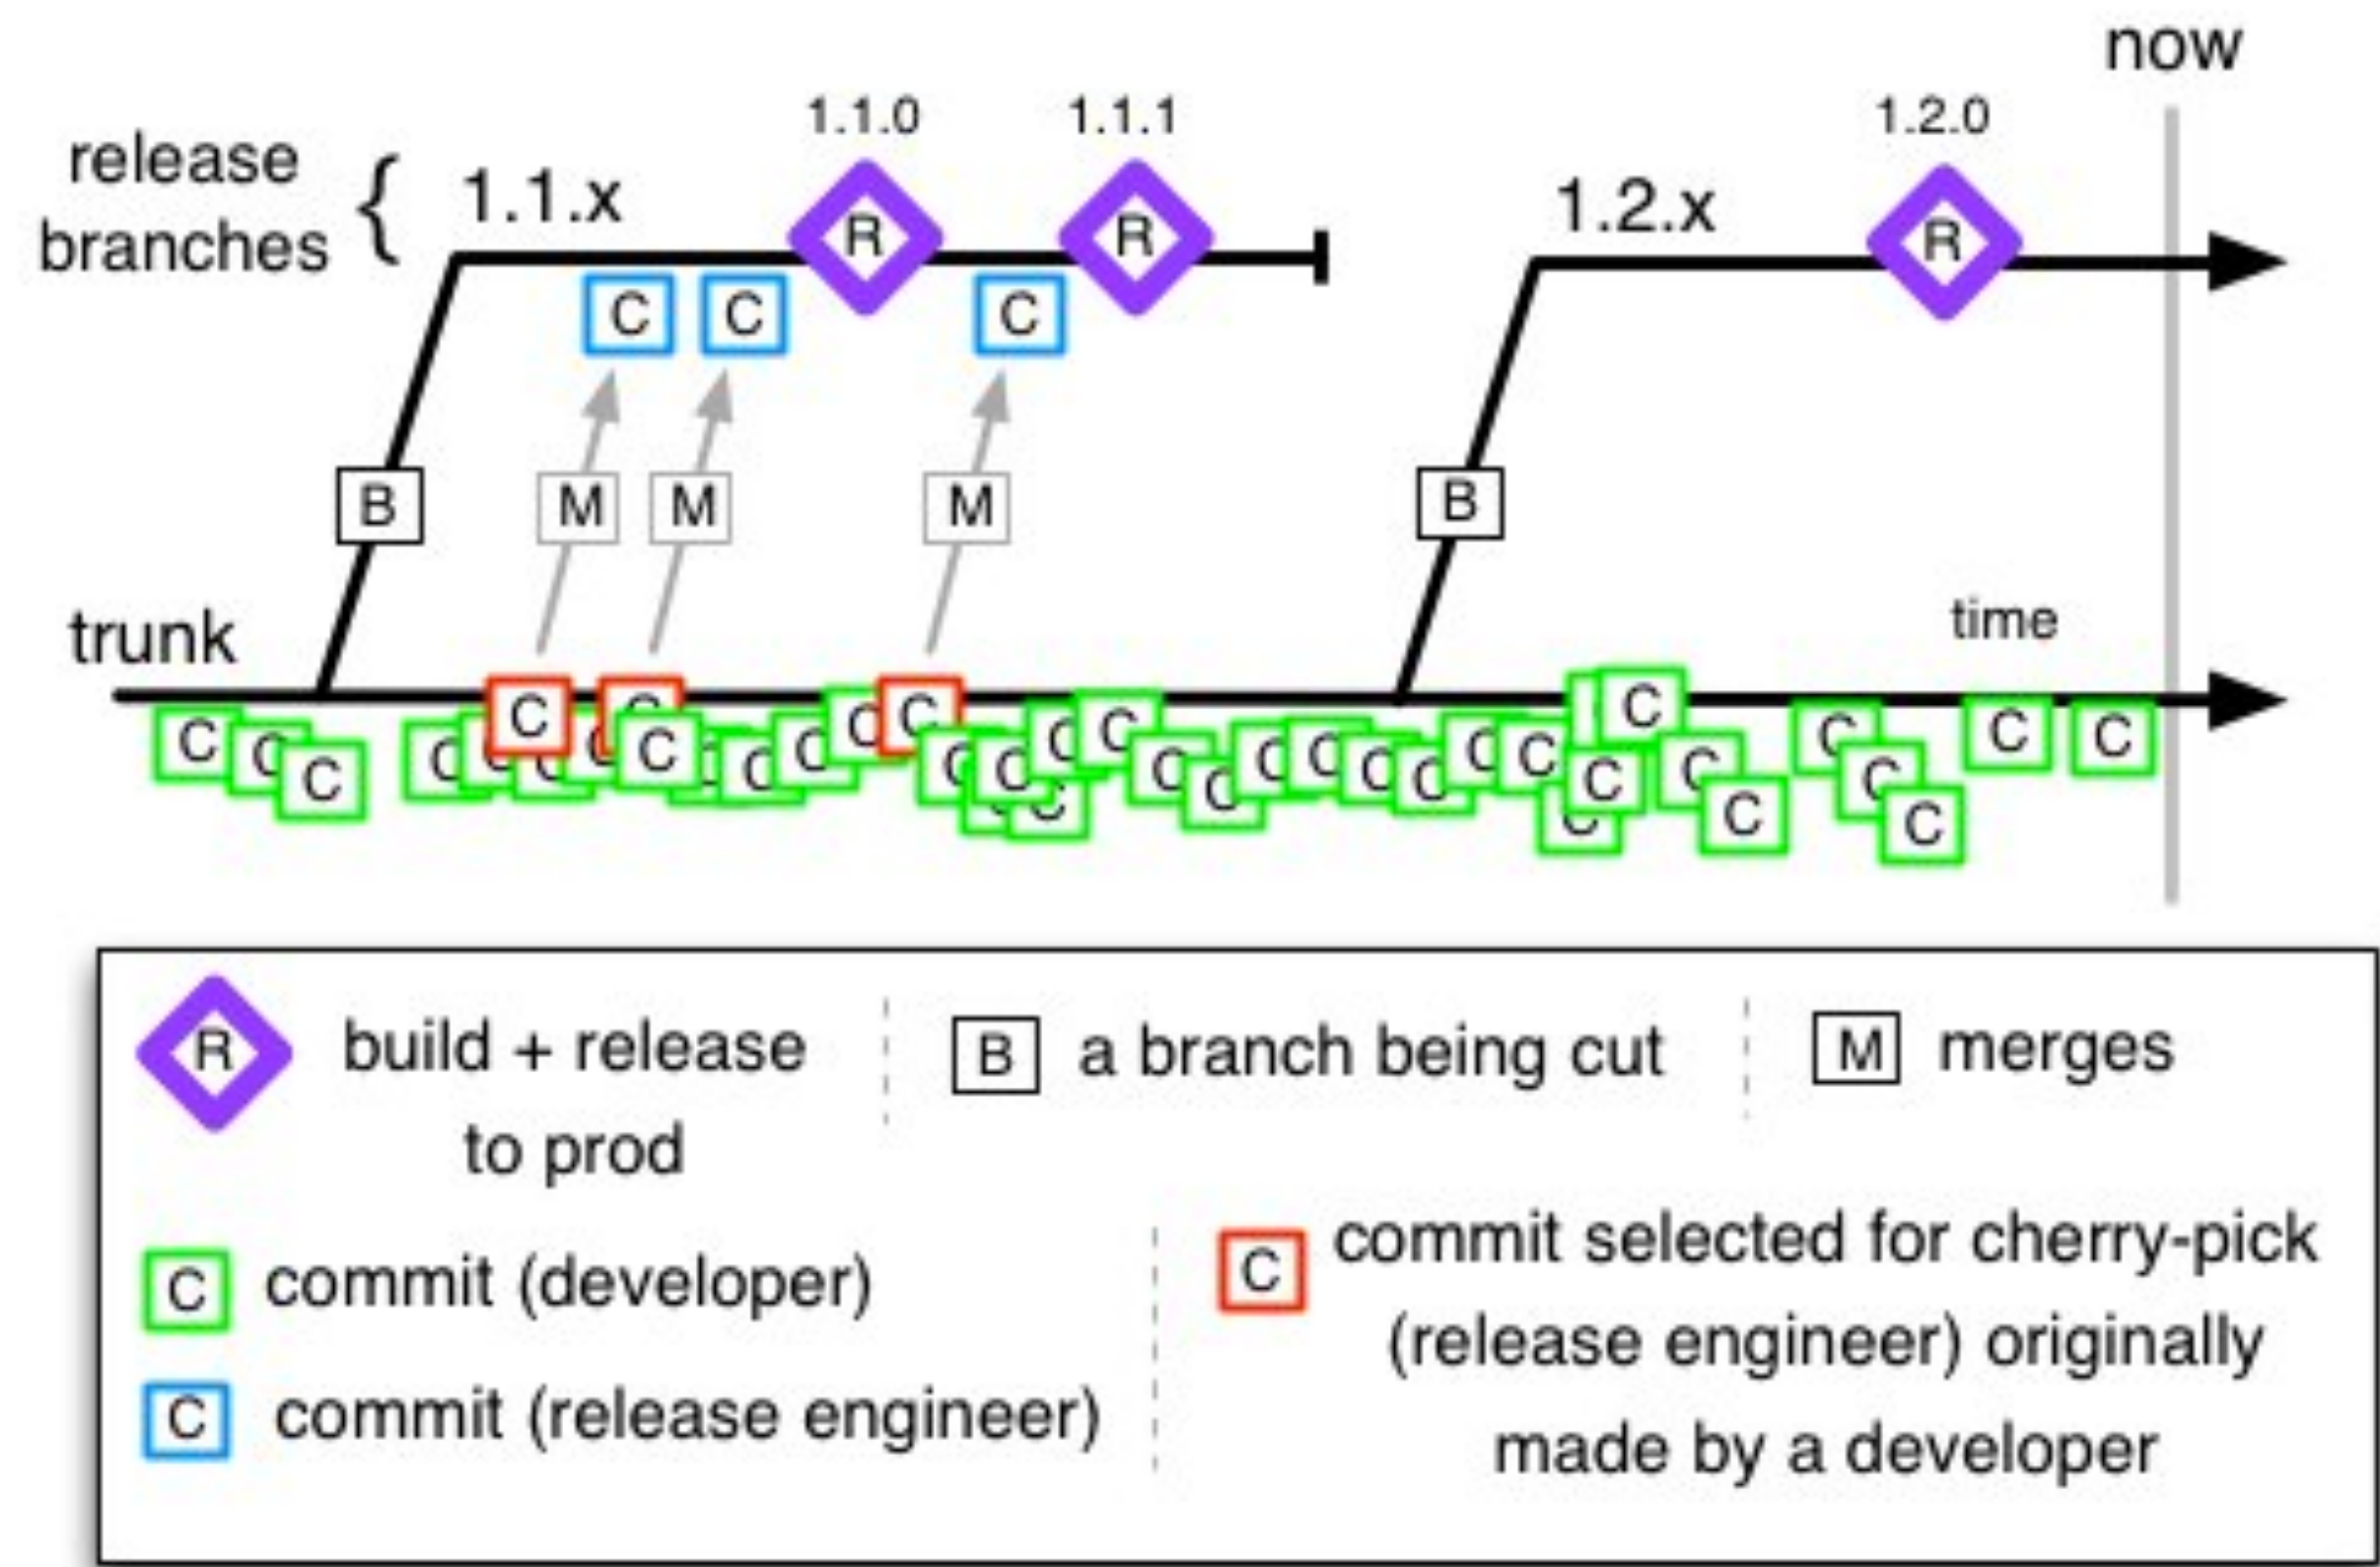 now
1.1.0 1.1.1 1.2.0
release
branches { 1.1.x 1.2.x
R R R
C C C
B M M M B
time
trunk
C C C C C C C C C C C C C C C C C C C C C C C C C C C C C C C C C C C C C C C C C
R build + release
to prod
B a branch being cut
M merges
C commit (developer)
C commit (release engineer)
C commit selected for cherry-pick
(release engineer) originally
made by a developer